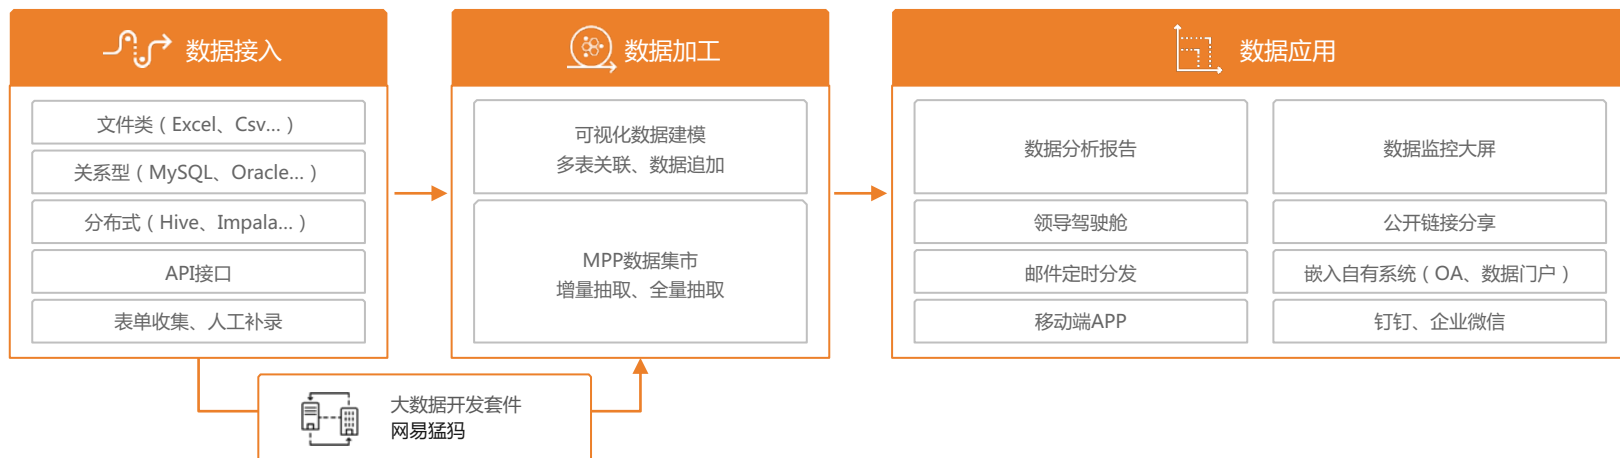 数据接入
文件类（Excel、Csv...）
关系型（MySQL、Oracle...）
分布式（Hive、Impala...）
API接口
表单收集、人工补录
数据加工
可视化数据建模
多表关联、数据追加
MPP数据集市
增量抽取、全量抽取
大数据开发套件
网易猛犸
数据应用
数据分析报告
数据监控大屏
领导驾驶舱
公开链接分享
邮件定时分发
嵌入自有系统（OA、数据门户）
移动端APP
钉钉、企业微信